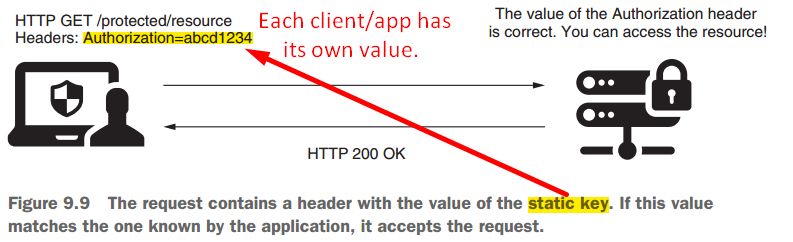 HTTP GET /protected/resource
Headers: Authorization=abcd1234
Each client/app has
its own value.
The value of the Authorization header
is correct. You can access the resource!
HTTP 200 OK
Figure 9.9 The request contains a header with the value of the static key. If this value
matches the one known by the application, it accepts the request.